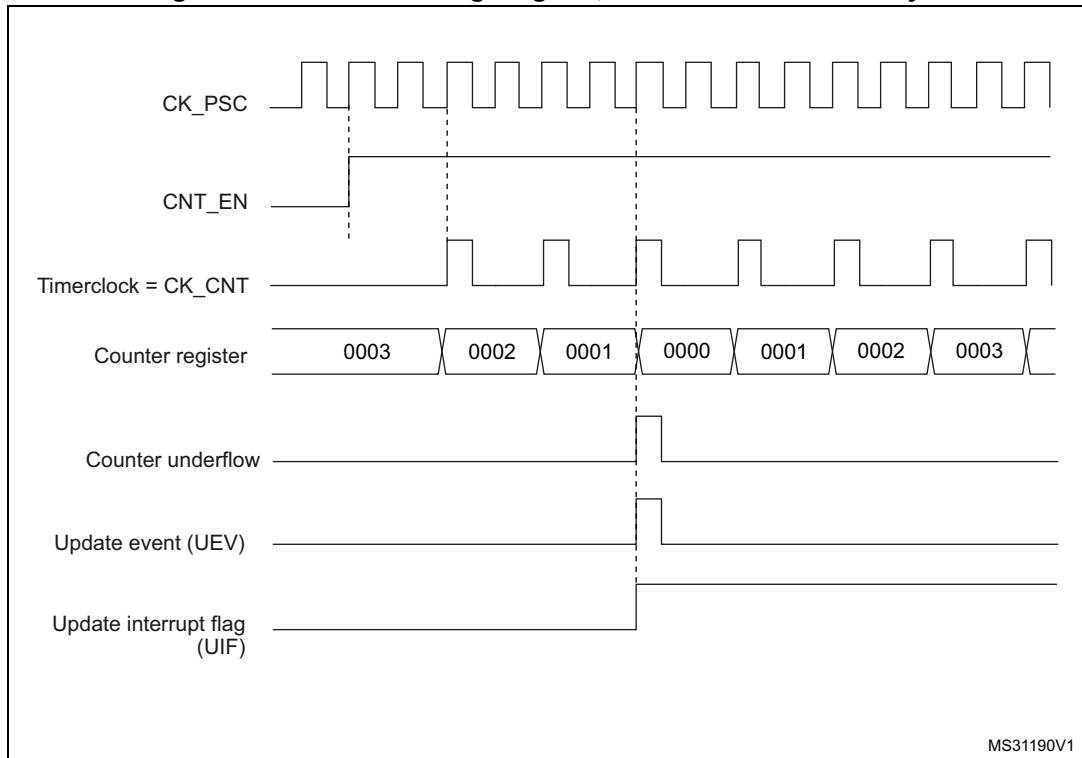 CK_PSC
CNT_EN
Timerclock = CK_CNT
Counter register
0003 0002 0001 0000 0001 0002 0003
Counter underflow
Update event (UEV)
Update interrupt flag
(UIF)
MS31190V1